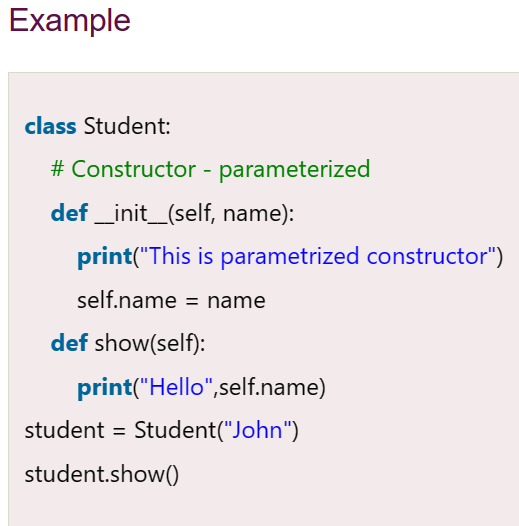 Example
class Student:
# Constructor - parameterized
def __init__(self, name):
print("This is parametrized constructor")
self.name = name
def show(self):
print("Hello",self.name)
student = Student("John")
student.show()